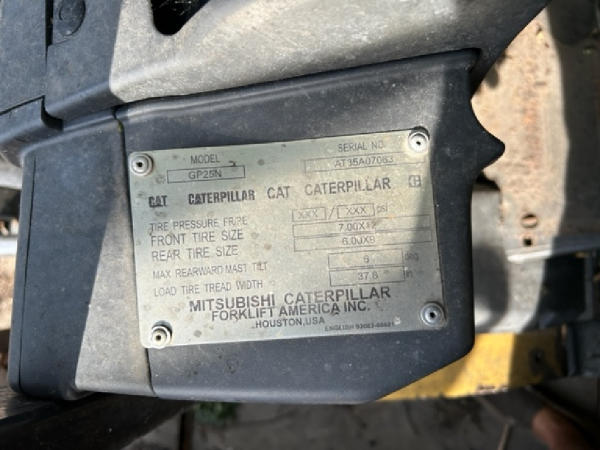 MODEL SERIAL NO.
GP25N AT35A07063
CAT CATERPILLAR CAT CATERPILLAR
TIRE PRESSURE FR/RE XXX / XXX psi
FRONT TIRE SIZE 7.00X12
REAR TIRE SIZE 6.00X9
MAX REARWARD MAST TILT 6 deg
LOAD TIRE TREAD WIDTH 37.8 in
MITSUBISHI CATERPILLAR
FORKLIFT AMERICA INC.
HOUSTON, USA
ENGLISH